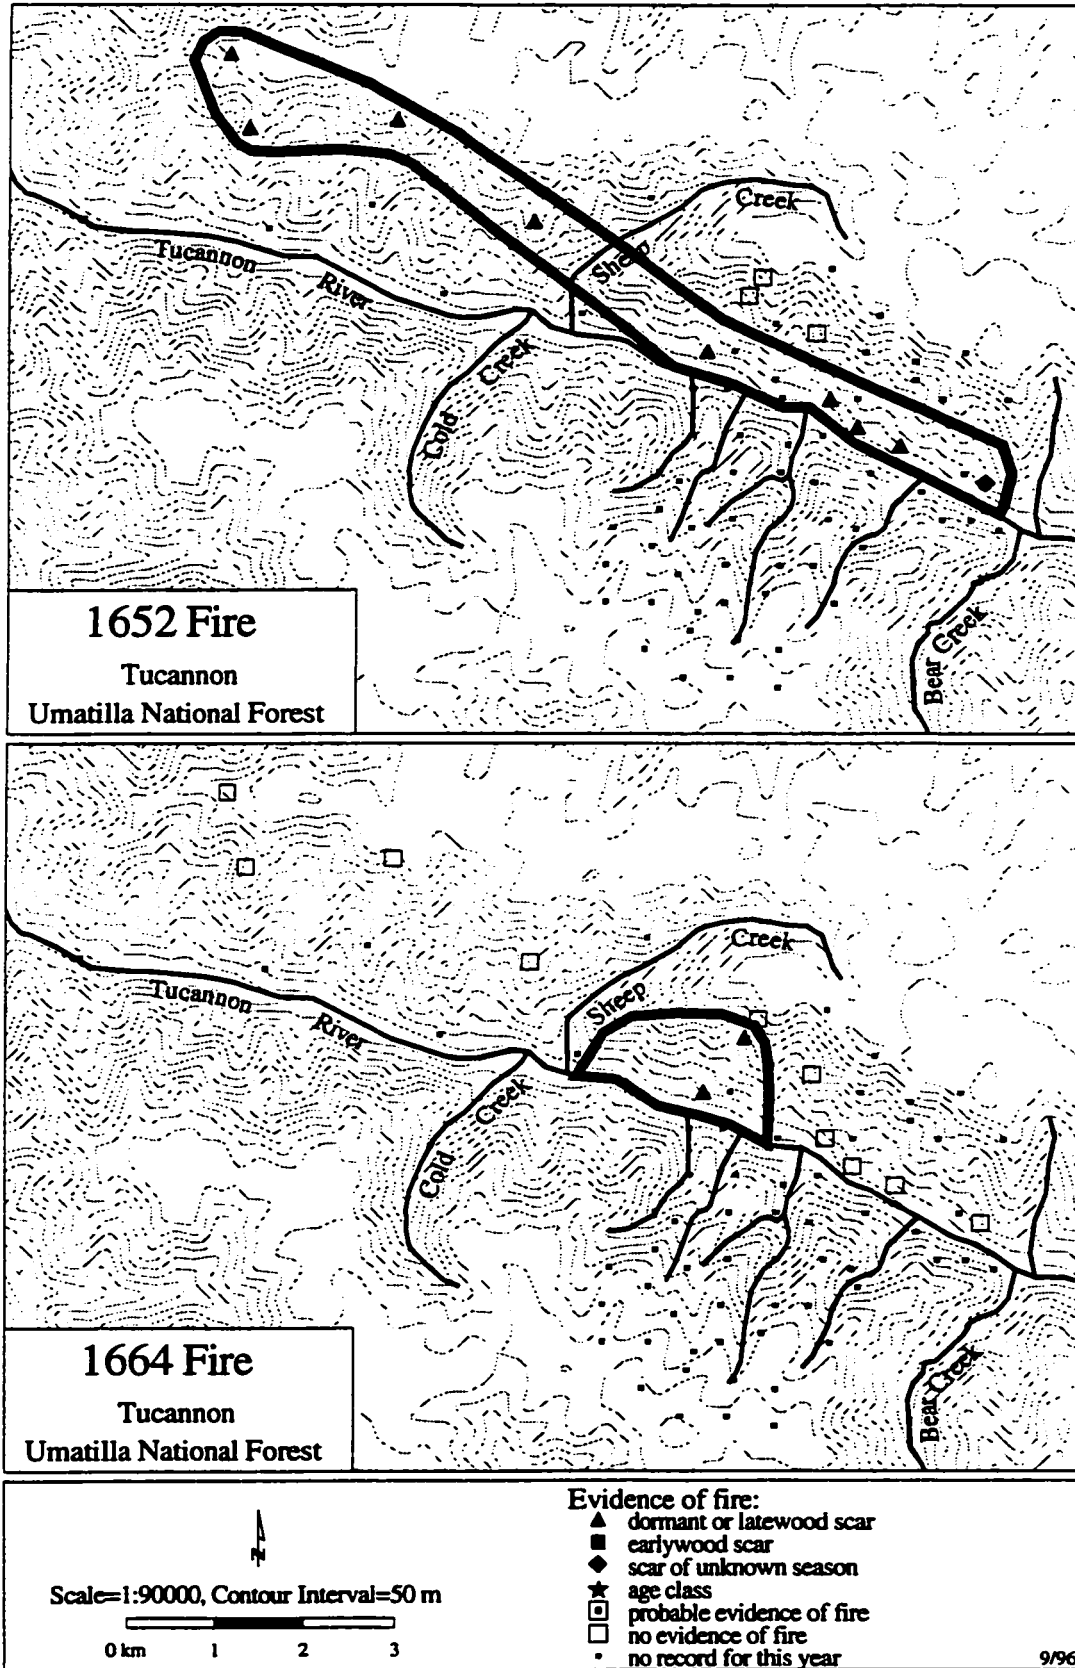 Creek
Sheep
Tucannon
River
Creek
Cold
Bear Creek
1652 Fire
Tucannon
Umatilla National Forest
Creek
Sheep
Tucannon
River
Creek
Cold
Bear Creek
1664 Fire
Tucannon
Umatilla National Forest
N
Scale=1:90000, Contour Interval=50 m
0 km 1 2 3
Evidence of fire:
dormant or latewood scar
earlywood scar
scar of unknown season
age class
probable evidence of fire
no evidence of fire
no record for this year
9/96